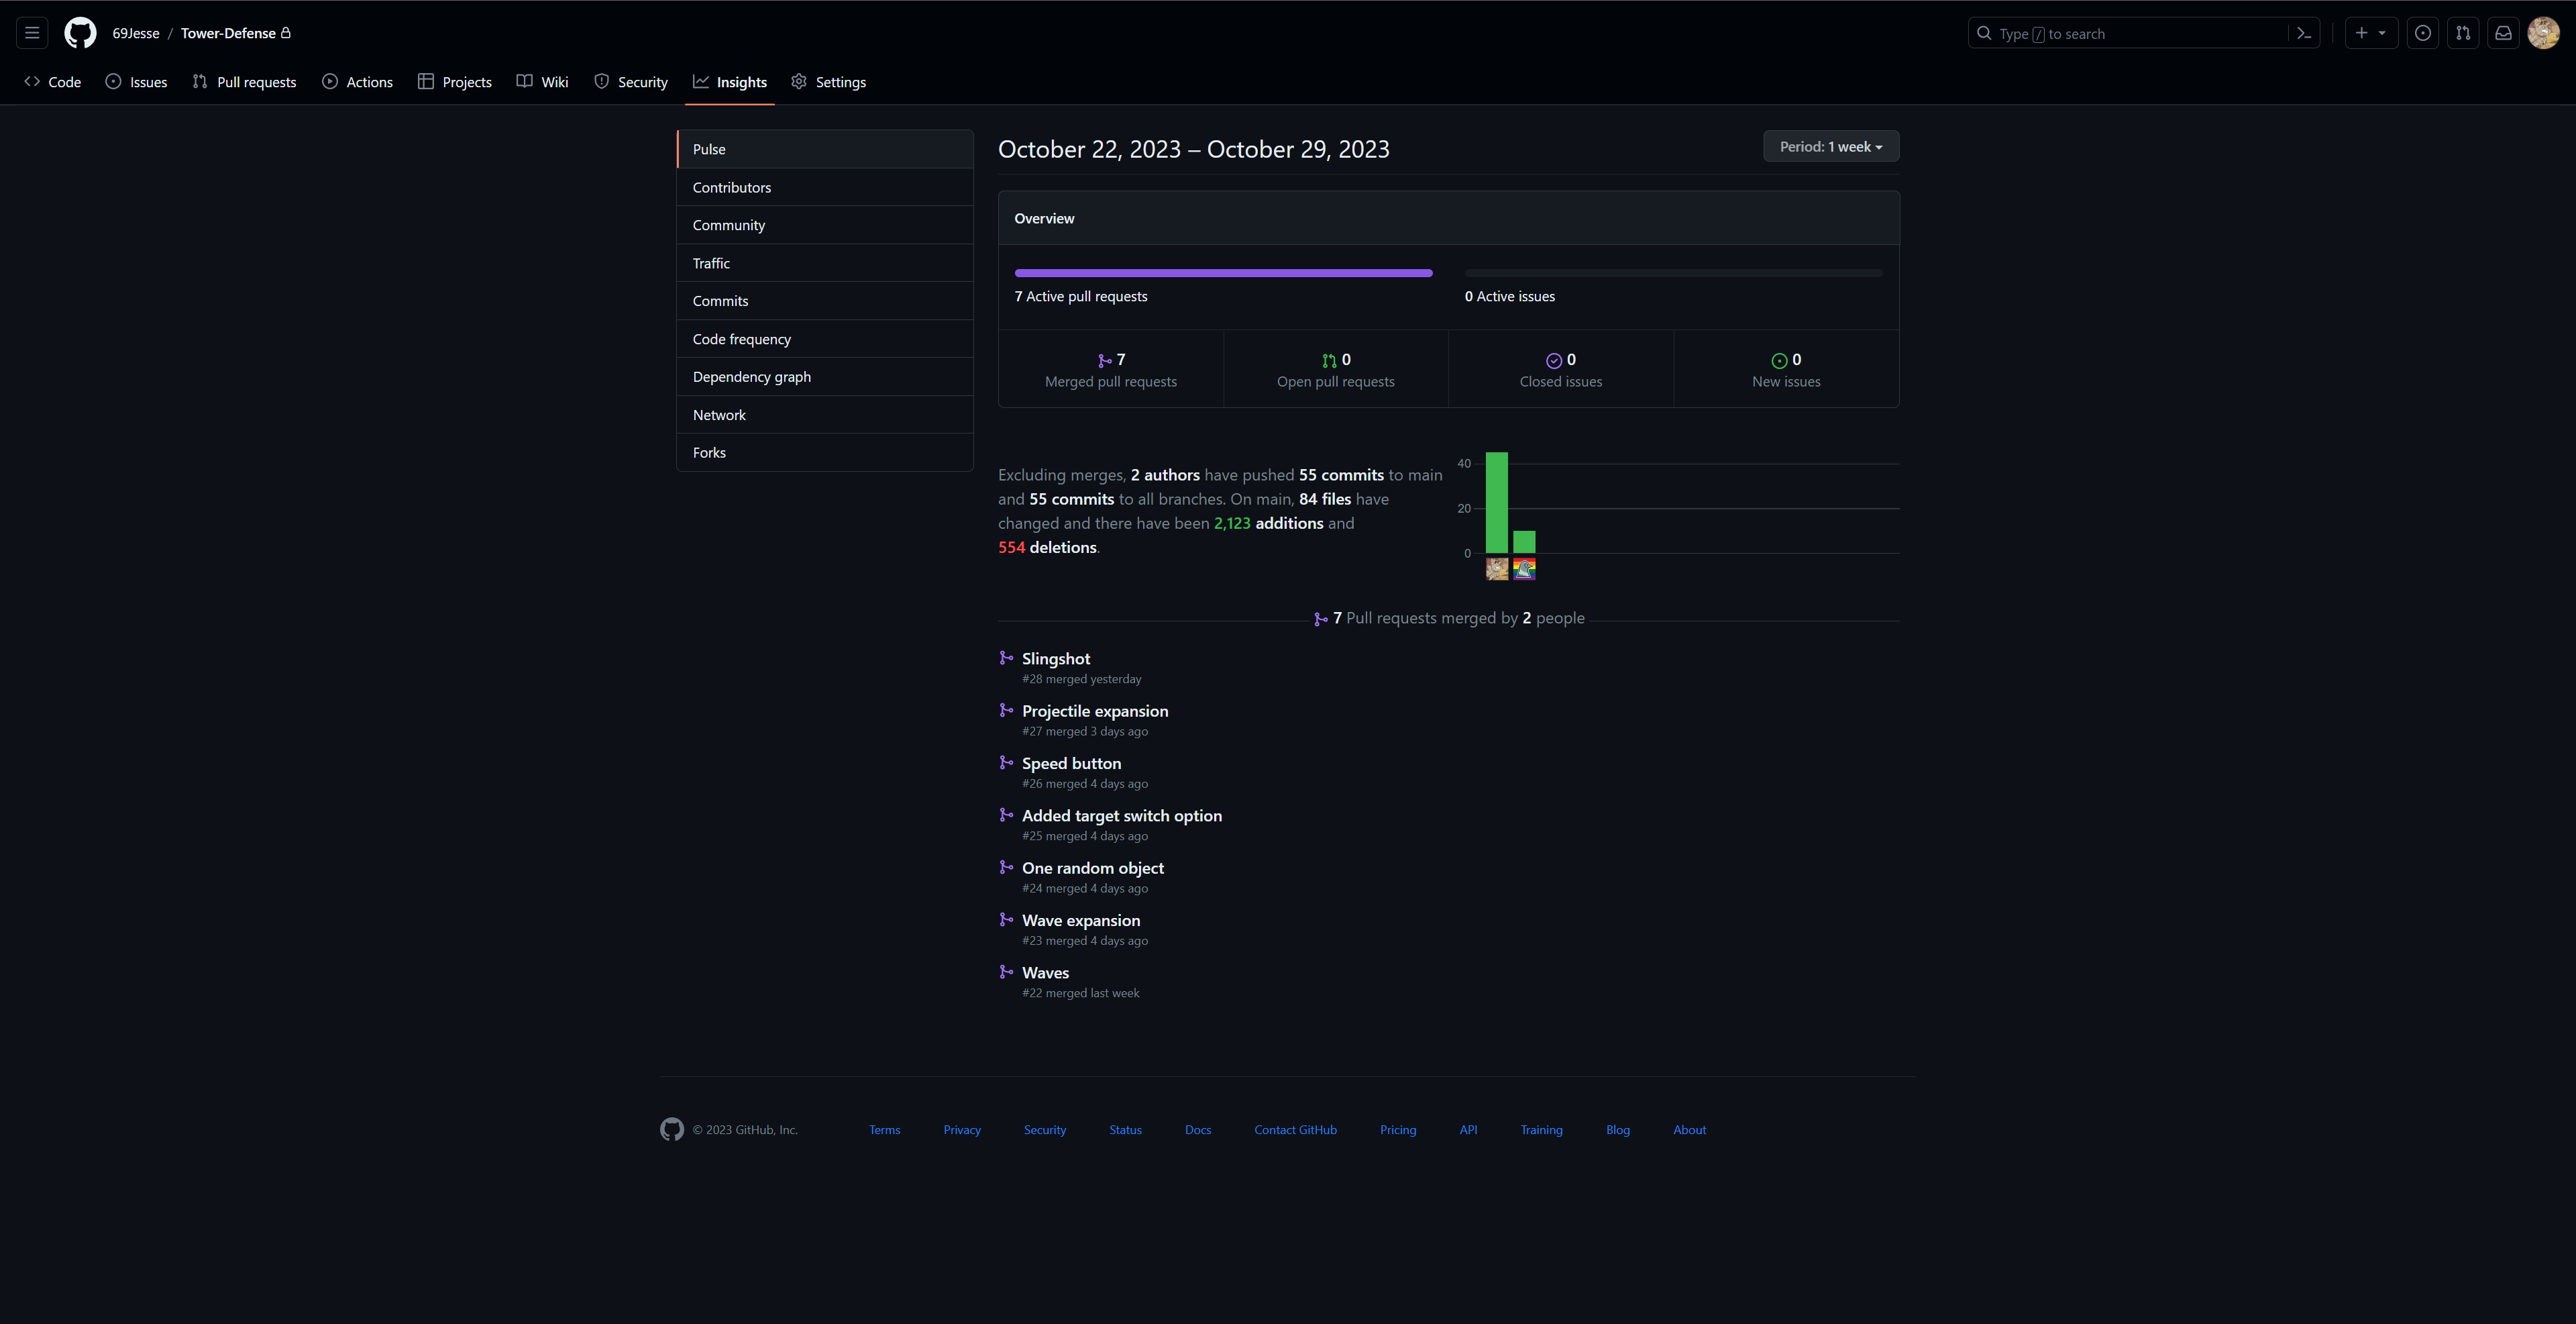 69Jesse / Tower-Defense
Type / to search
Code Issues Pull requests Actions Projects Wiki Security Insights Settings
Pulse
Contributors
Community
Traffic
Commits
Code frequency
Dependency graph
Network
Forks
October 22, 2023 – October 29, 2023
Period: 1 week
Overview
7 Active pull requests
0 Active issues
7
Merged pull requests
0
Open pull requests
0
Closed issues
0
New issues
Excluding merges, 2 authors have pushed 55 commits to main
and 55 commits to all branches. On main, 84 files have
changed and there have been 2,123 additions and
554 deletions.
40
20
0
7 Pull requests merged by 2 people
Slingshot
#28 merged yesterday
Projectile expansion
#27 merged 3 days ago
Speed button
#26 merged 4 days ago
Added target switch option
#25 merged 4 days ago
One random object
#24 merged 4 days ago
Wave expansion
#23 merged 4 days ago
Waves
#22 merged last week
© 2023 GitHub, Inc. Terms Privacy Security Status Docs Contact GitHub Pricing API Training Blog About